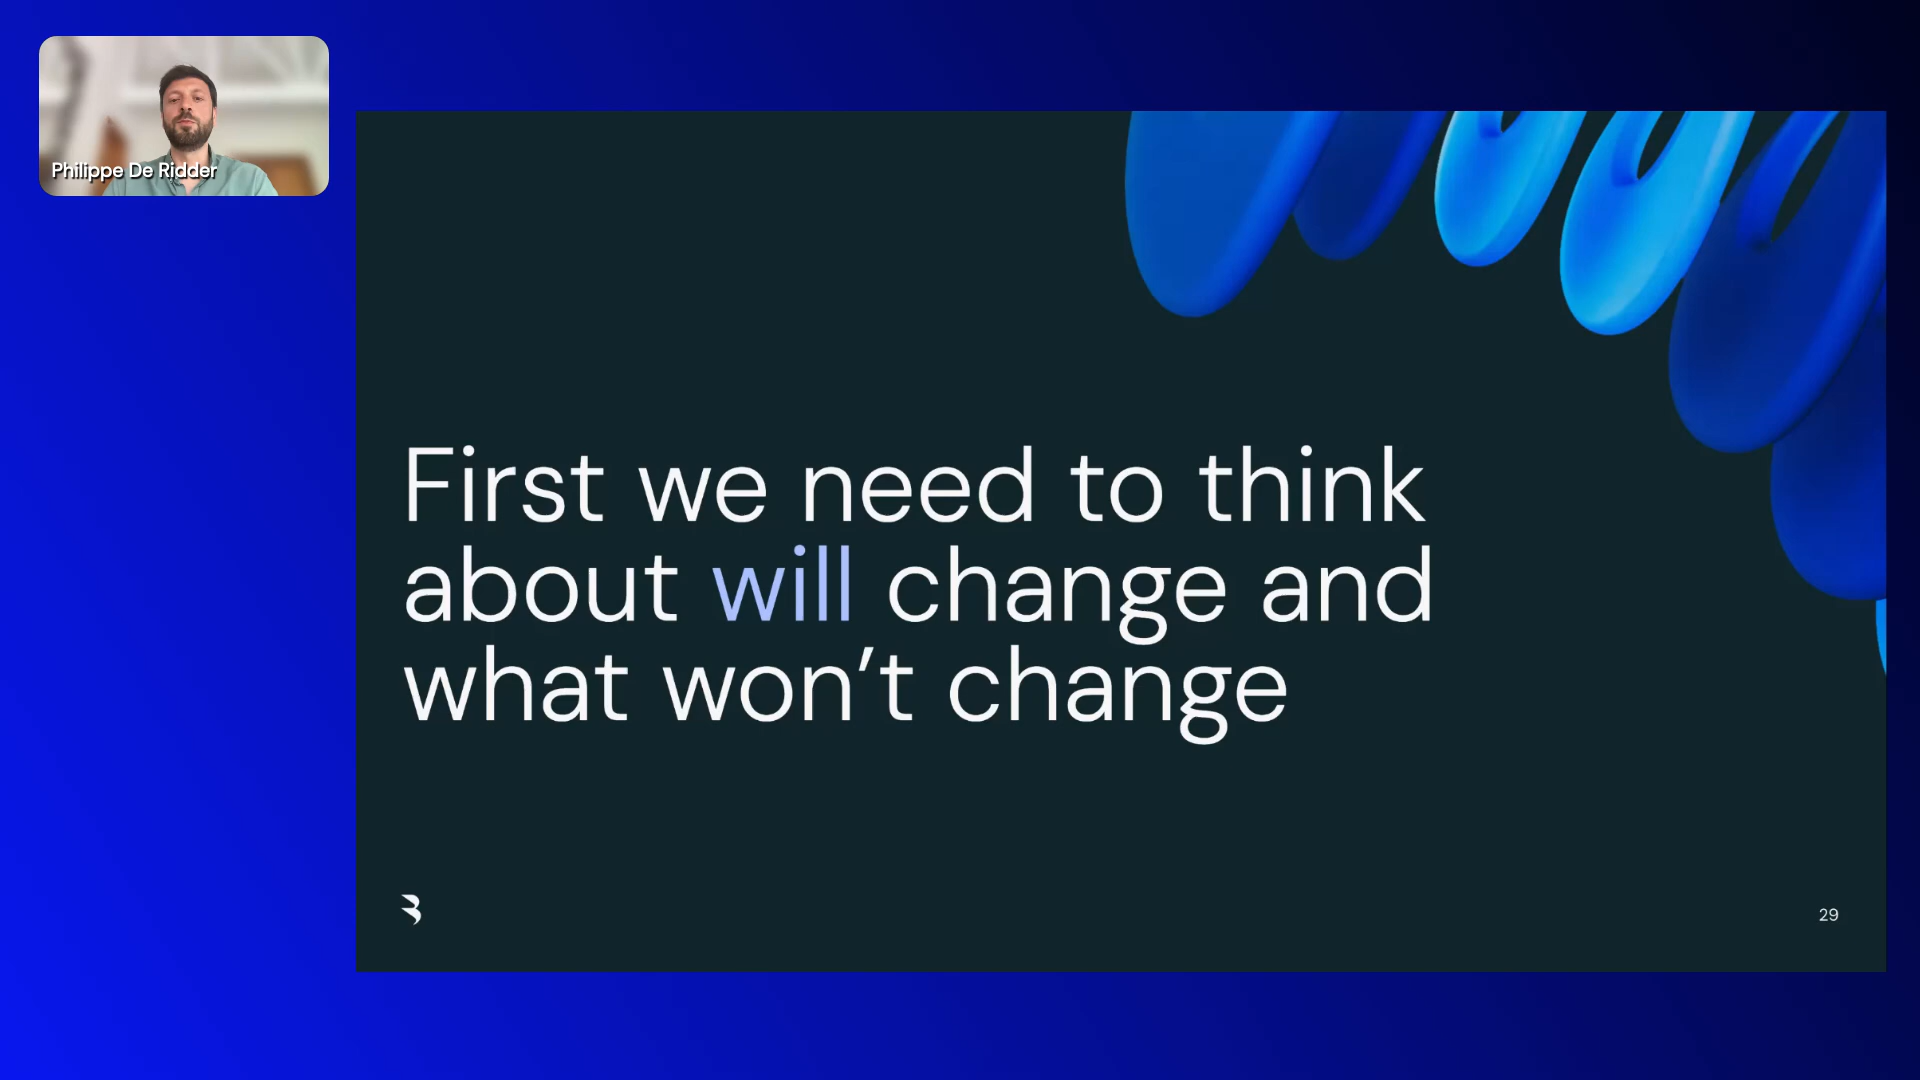 Philippe De Ridder
First we need to think
about will change and
what won’t change
29